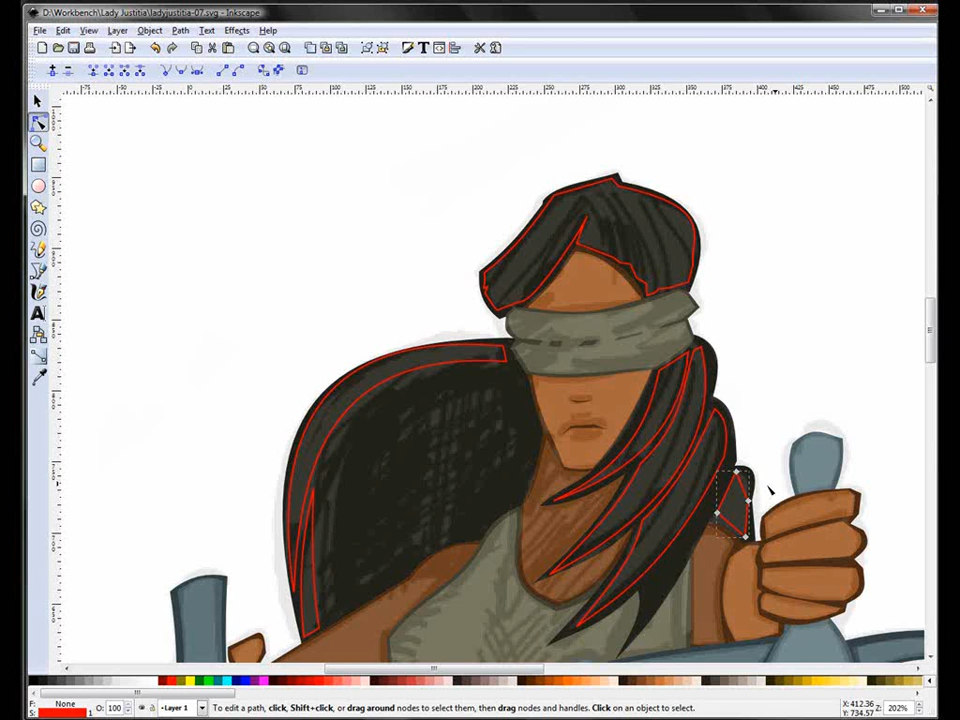 D:\Workbench\Lady Justitia\ladyjustitia-07.svg - Inkscape
File Edit View Layer Object Path Text Effects Help
F: None
S: 1
O: 100
Layer 1
To edit a path, click, Shift+click, or drag around nodes to select them, then drag nodes and handles. Click on an object to select.
X: 412.36
Y: 734.57
Z: 202%